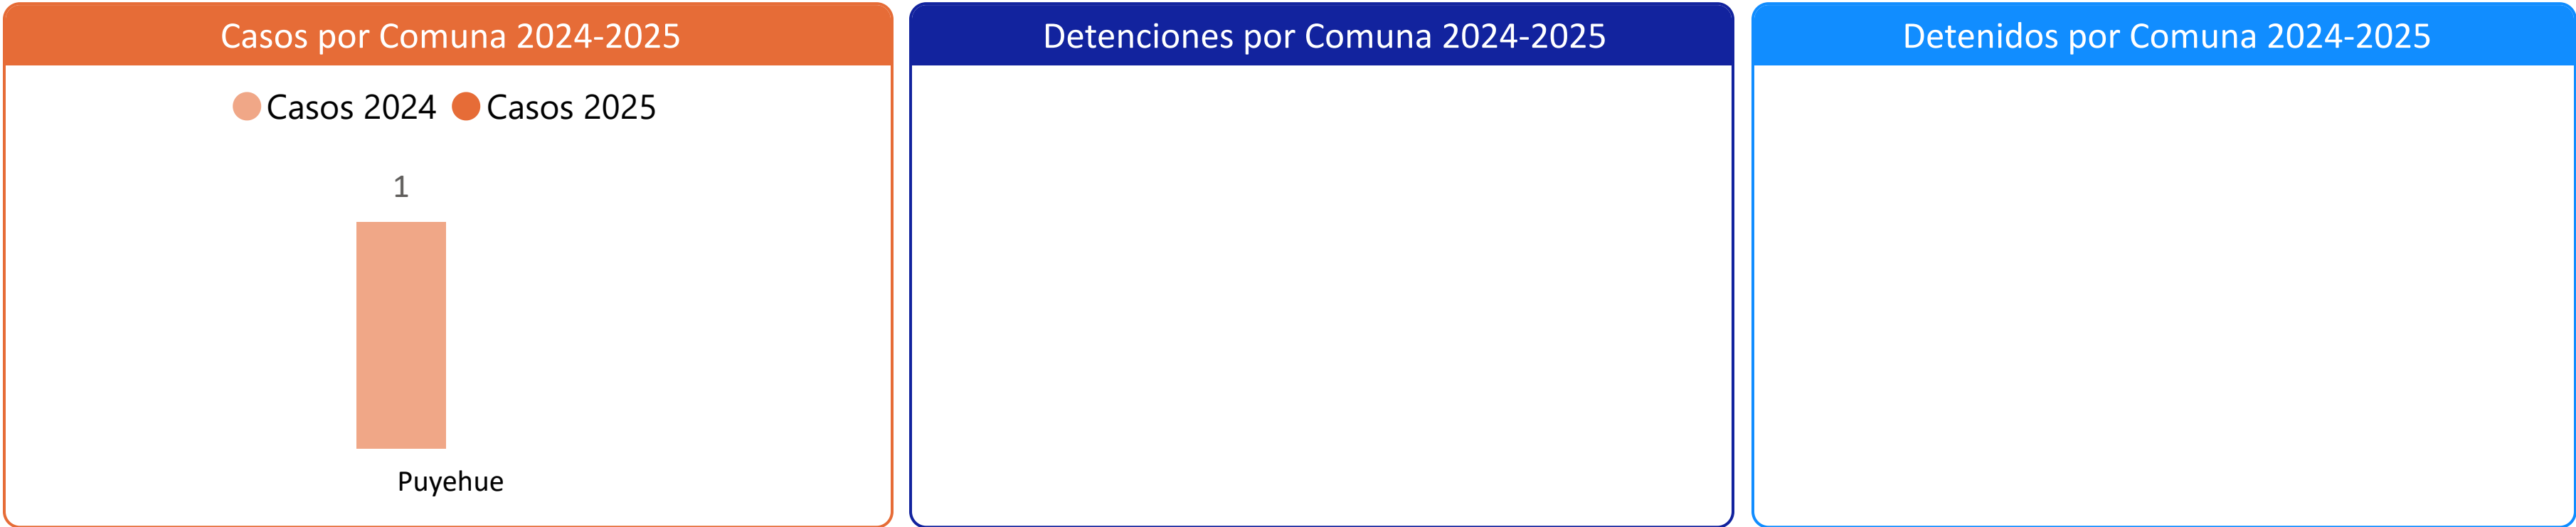 Casos por Comuna 2024-2025
Casos 2024 Casos 2025
1
Puyehue
Detenciones por Comuna 2024-2025
Detenidos por Comuna 2024-2025